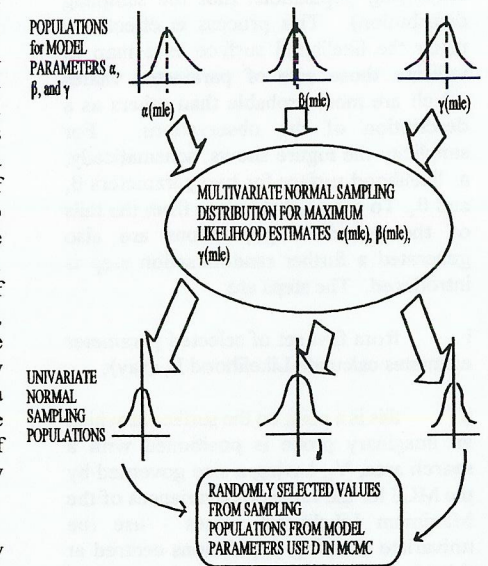 POPULATIONS
for MODEL
PARAMETERS α,
β, and γ
α(mle)
β(mle)
γ(mle)
MULTIVARIATE NORMAL SAMPLING
DISTRIBUTION FOR MAXIMUM
LIKELIHOOD ESTIMATES α(mle), β(mle),
γ(mle)
UNIVARIATE
NORMAL
SAMPLING
POPULATIONS
RANDOMLY SELECTED VALUES
FROM SAMPLING
POPULATIONS FROM MODEL
PARAMETERS USE D IN MCMC